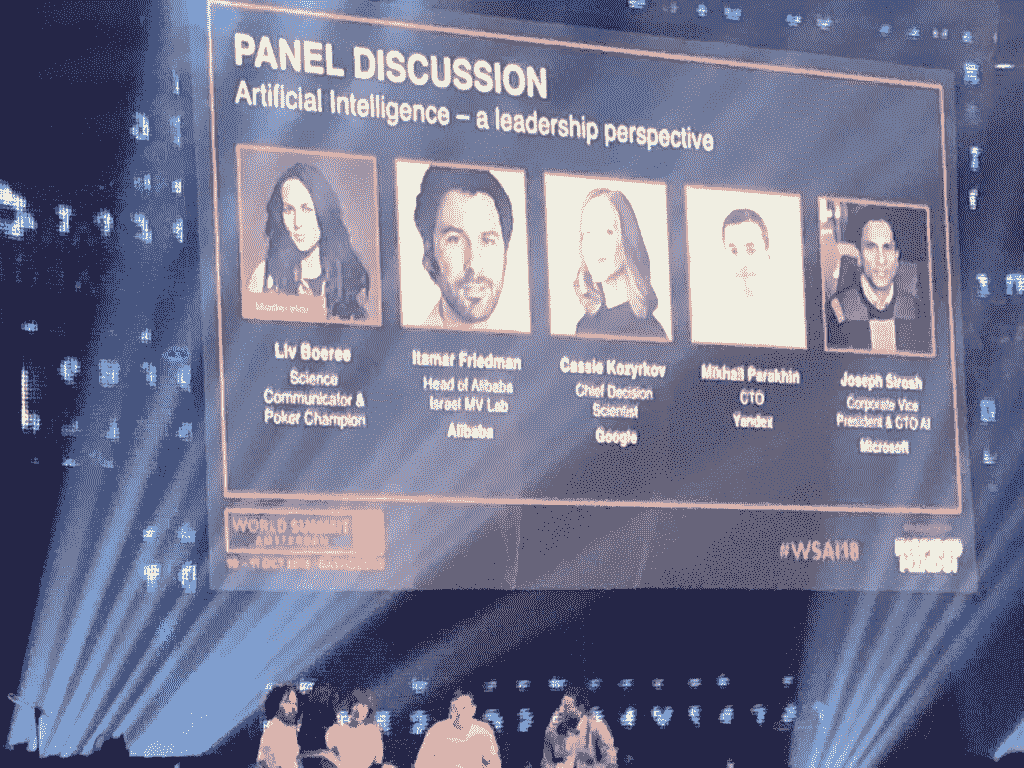 PANEL DISCUSSION
Artificial Intelligence – a leadership perspective
Liv Boeree
Science
Communicator &
Poker Champion
Itamar Friedman
Head of Alibaba
Israel MV Lab
Alibaba
Cassie Kozyrkov
Chief Decision
Scientist
Google
Mikhail Parakhin
CTO
Yandex
Joseph Sirosh
Corporate Vice
President & CTO AI
Microsoft
WORLD SUMMIT
AMSTERDAM
#WSAI18